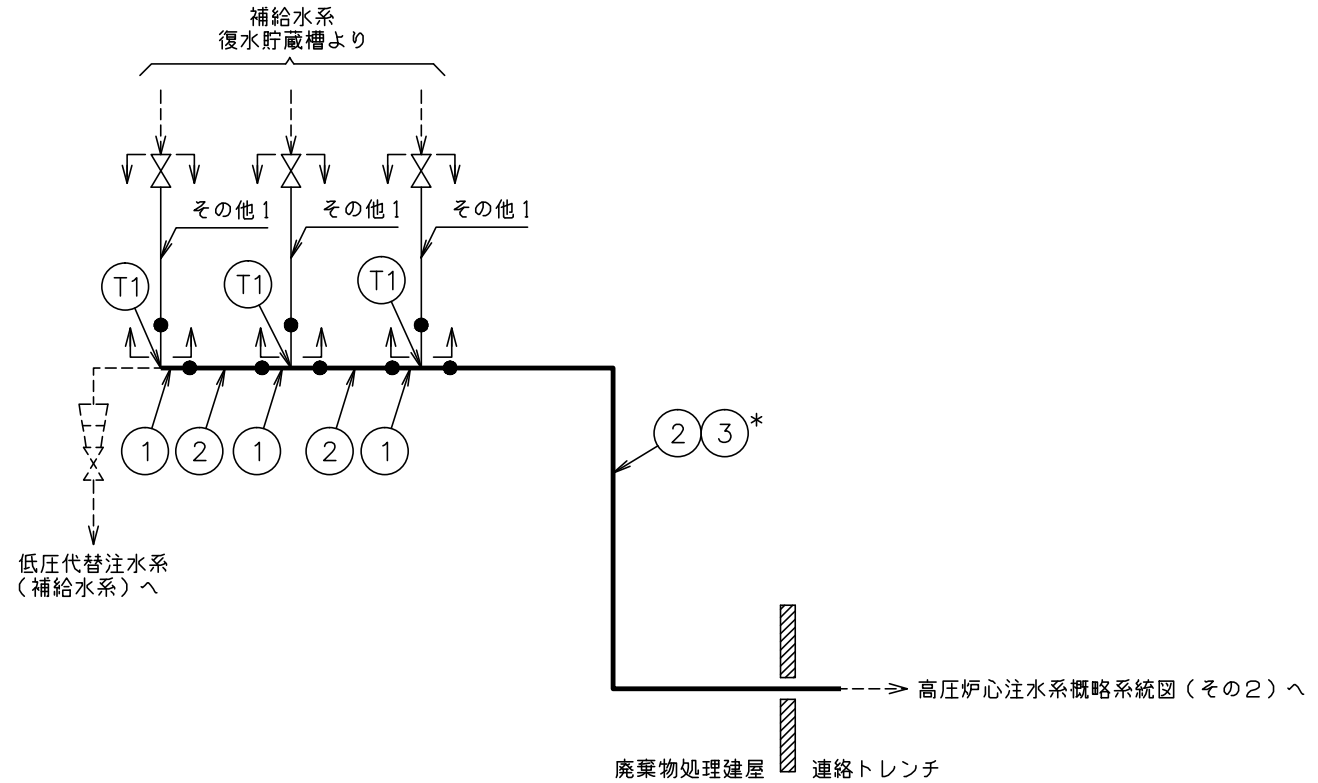 補給水系
復水貯蔵槽より
その他1
その他1
その他1
T1
T1
T1
1
2
1
2
1
2 3 *
低圧代替注水系
(補給水系)へ
高圧炉心注水系概略系統図(その2)へ
廃棄物処理建屋
連絡トレンチ